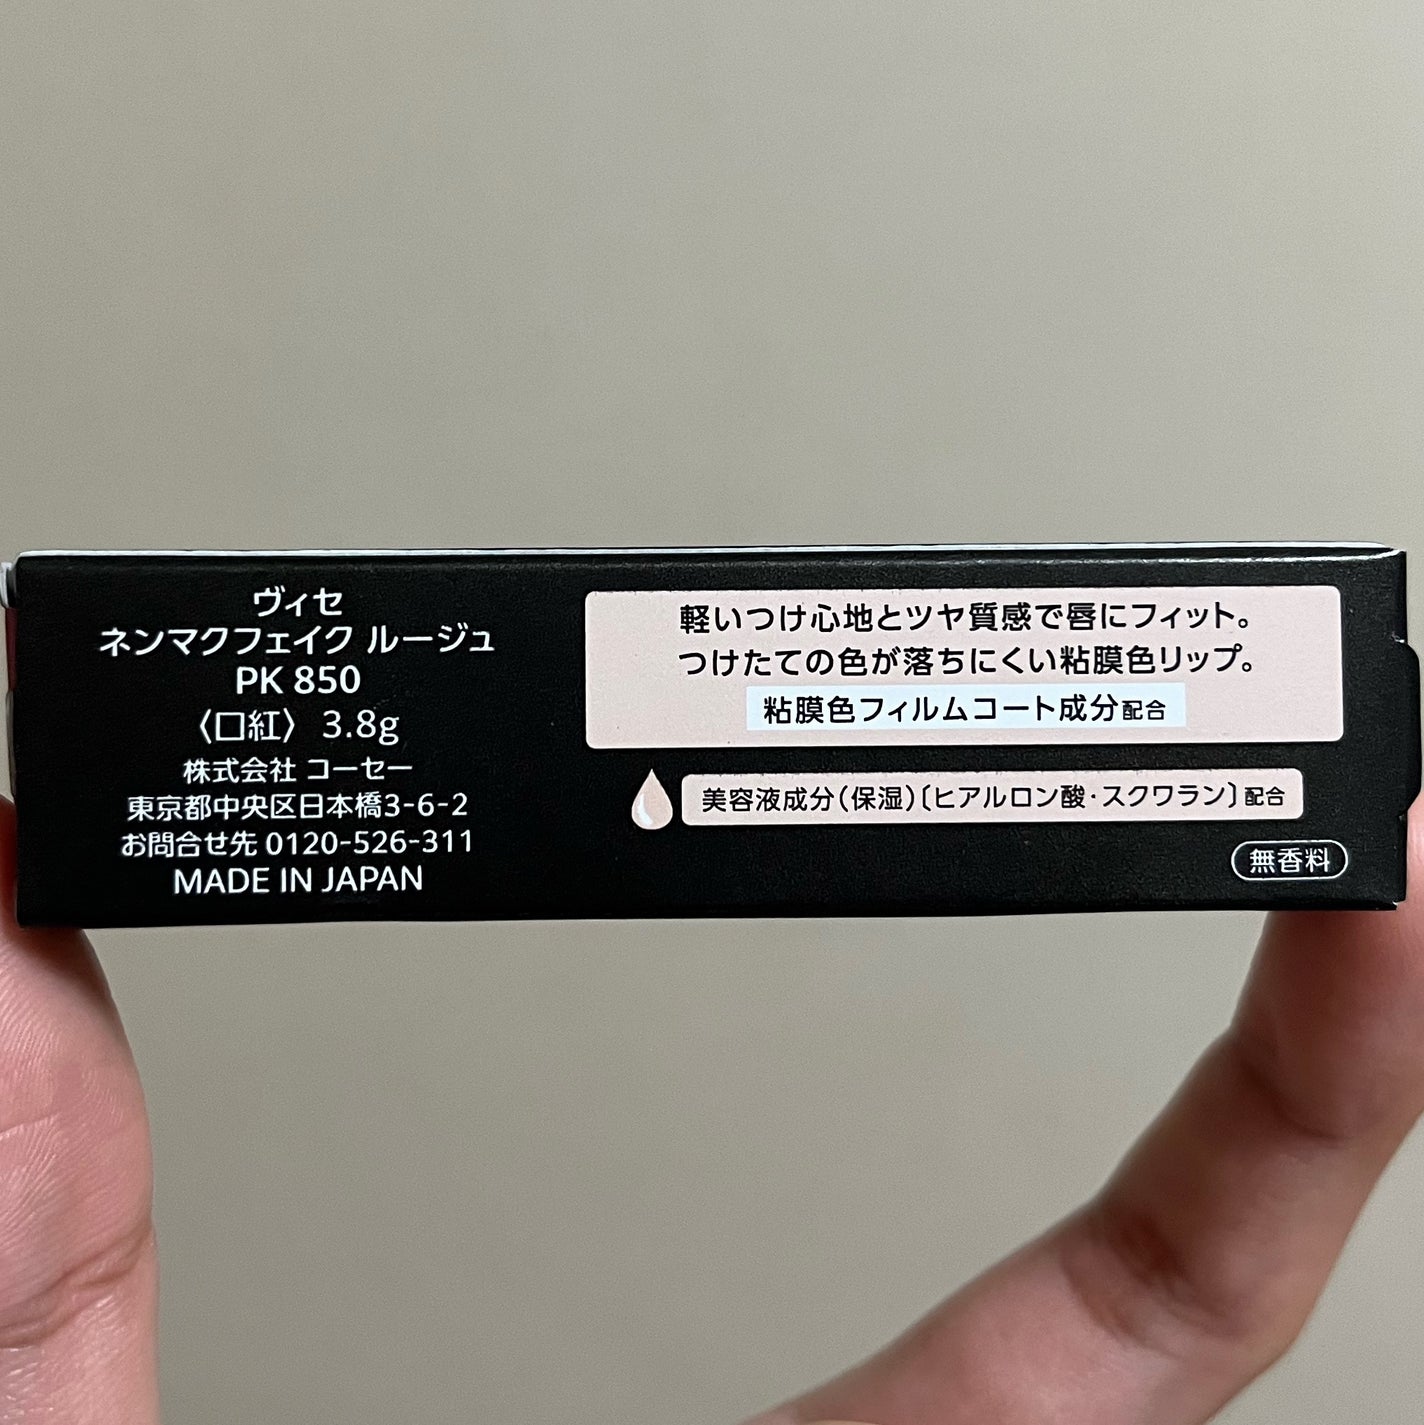 ヴィセ
ネンマクフェイク ルージュ
PK 850
〈口紅〉 3.8g
株式会社 コーセー
東京都中央区日本橋3-6-2
お問合せ先 0120-526-311
MADE IN JAPAN
軽いつけ心地とツヤ質感で唇にフィット。
つけたての色が落ちにくい粘膜色リップ。
粘膜色フィルムコート成分配合
美容液成分(保湿)〔ヒアルロン酸・スクワラン〕配合
無香料